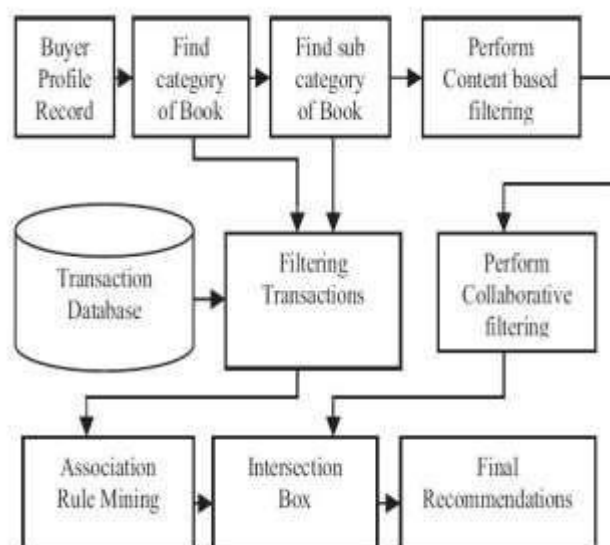 Buyer
Profile
Record
Find
category
of Book
Find sub
category
of Book
Perform
Content based
filtering
Transaction
Database
Filtering
Transactions
Perform
Collaborative
filtering
Association
Rule Mining
Intersection
Box
Final
Recommendations